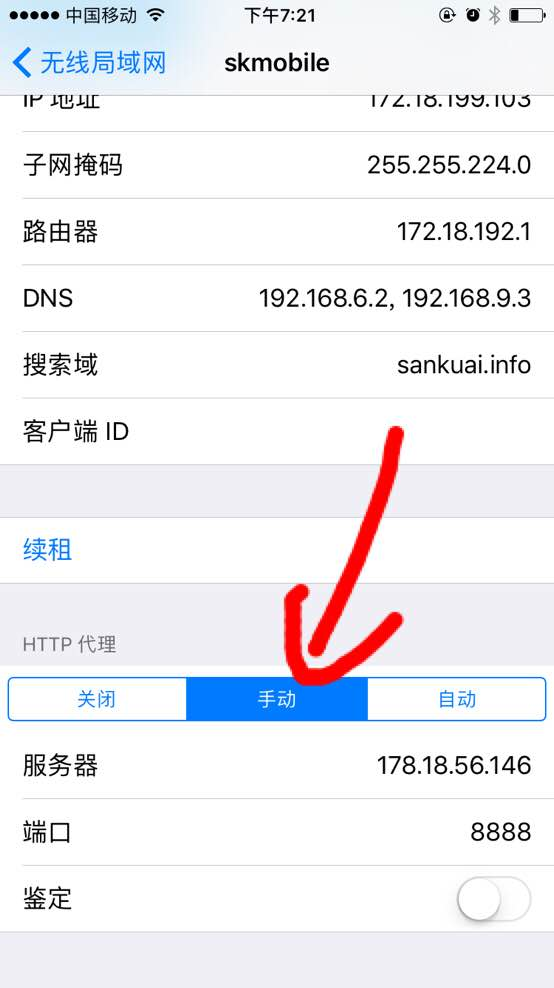 中国移动 下午7:21
无线局域网 skmobile
IP 地址 172.18.199.103
子网掩码 255.255.224.0
路由器 172.18.192.1
DNS 192.168.6.2, 192.168.9.3
搜索域 sankuai.info
客户端 ID
续租
HTTP 代理
关闭 手动 自动
服务器 178.18.56.146
端口 8888
鉴定